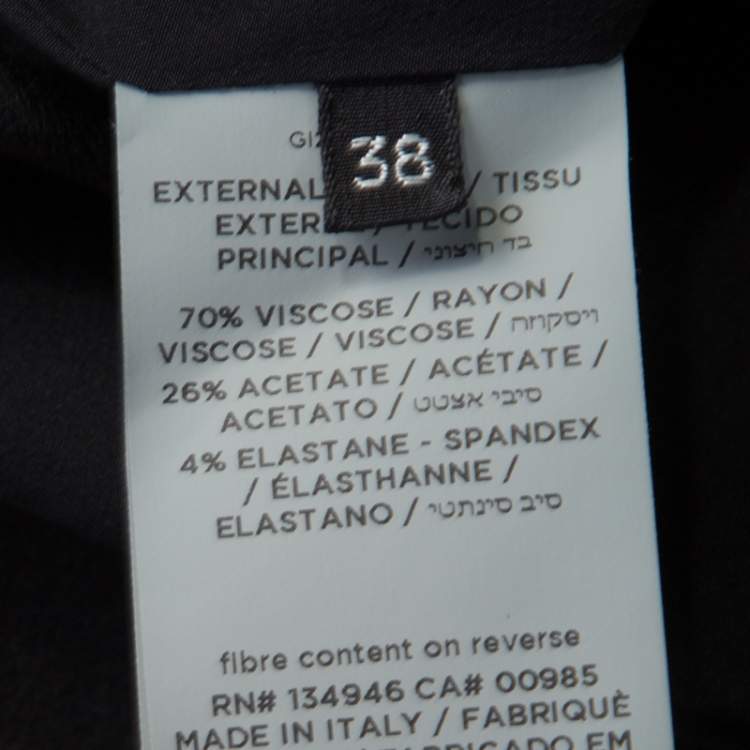 38
EXTERNAL / TISSU
PRINCIPAL / בד חיצוני
70% VISCOSE / RAYON /
VISCOSE / VISCOSE / ויסקוזה
26% ACETATE / ACÉTATE /
ACETATO / סיבי אצטט
4% ELASTANE - SPANDEX
/ ÉLASTHANNE /
ELASTANO / סיב סינתטי
fibre content on reverse
RN# 134946 CA# 00985
MADE IN ITALY / FABRIQUÈ